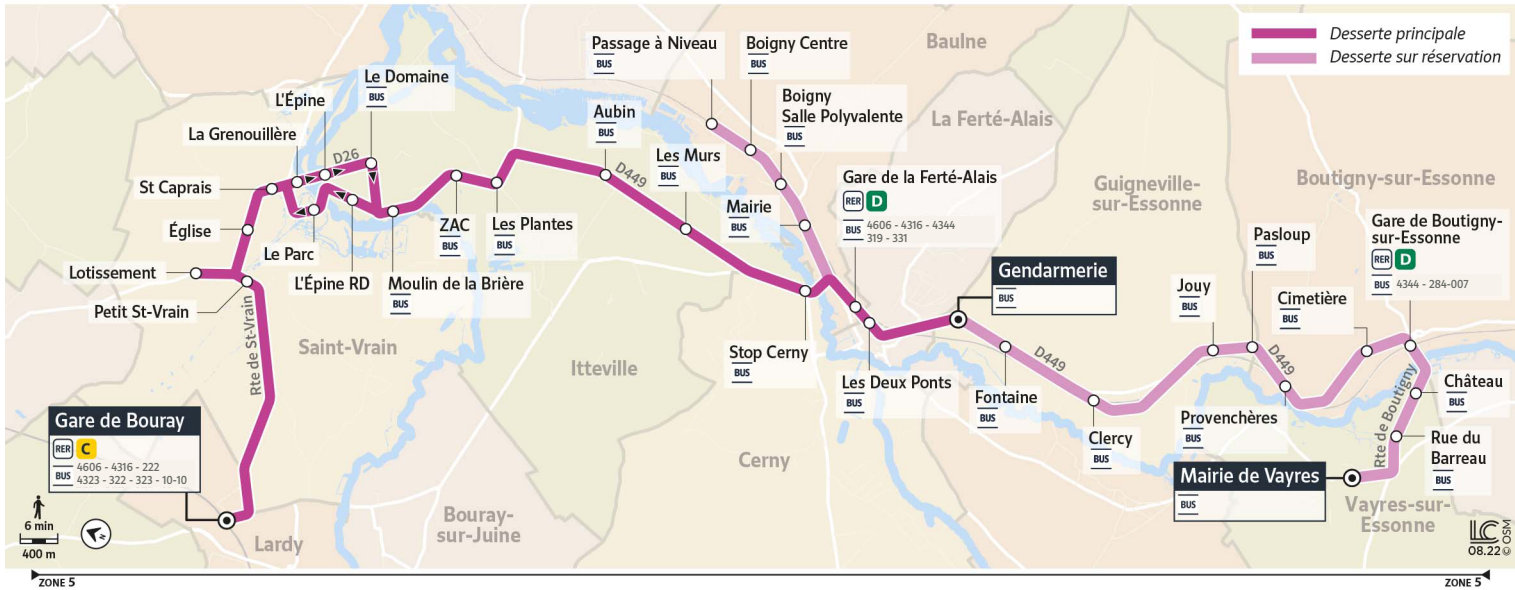 Desserte principale
Desserte sur réservation
Passage à Niveau
BUS
Boigny Centre
BUS
Baulne
Le Domaine
BUS
L'Épine
Boigny
Salle Polyvalente
BUS
Aubin
BUS
La Ferté-Alais
La Grenouillère
D26
D449
Les Murs
BUS
Gare de la Ferté-Alais
RER D
BUS 4606 - 4316 - 4344
319 - 331
Guigneville-
sur-Essonne
Boutigny-sur-Essonne
St Caprais
Mairie
BUS
Gare de Boutigny-
sur-Essonne
RER D
BUS 4344 - 284-007
Église
Le Parc
ZAC
BUS
Les Plantes
BUS
Pasloup
BUS
Lotissement
L'Épine RD
Moulin de la Brière
BUS
Gendarmerie
BUS
Jouy
BUS
Cimetière
BUS
Petit St-Vrain
Rte de St-Vrain
Saint-Vrain
Itteville
Stop Cerny
BUS
D449
D449
Les Deux Ponts
BUS
Fontaine
BUS
Rte de Boutigny
Château
BUS
Gare de Bouray
RER C
BUS 4606 - 4316 - 222
4323 - 322 - 323 - 10-10
Provenchères
BUS
Clercy
BUS
Rue du
Barreau
BUS
Cerny
Mairie de Vayres
BUS
Vayres-sur-
Essonne
Bouray-
sur-Juine
Lardy
6 min
400 m
N
LC
08.22 © OSM
ZONE 5
ZONE 5